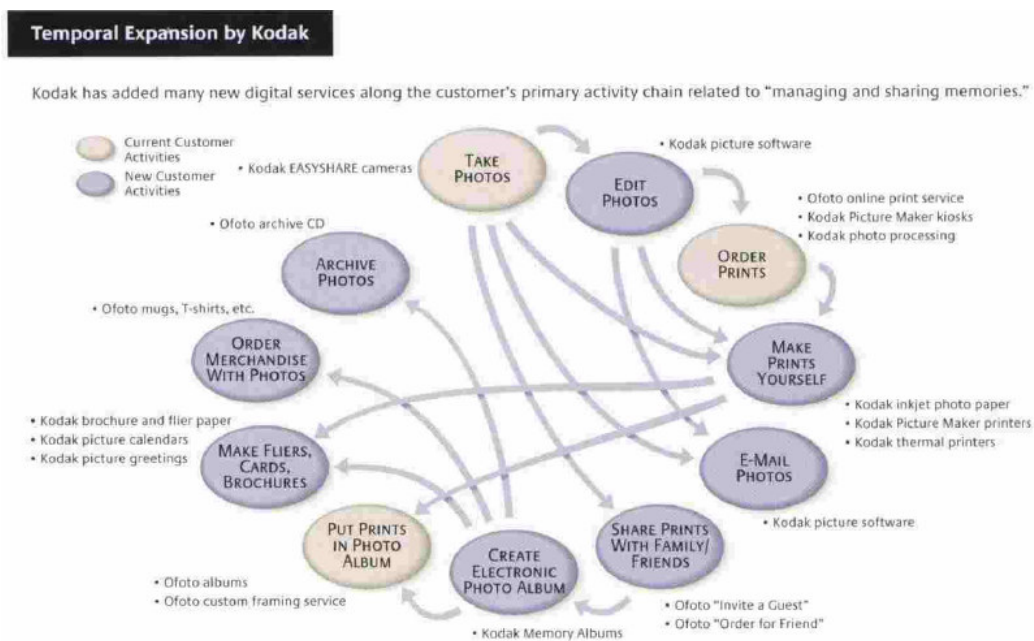 Temporal Expansion by Kodak
Kodak has added many new digital services along the customer's primary activity chain related to "managing and sharing memories."
Current Customer
Activities
New Customer
Activities
TAKE
PHOTOS
• Kodak EASYSHARE cameras
EDIT
PHOTOS
• Kodak picture software
ORDER
PRINTS
• Ofoto online print service
• Kodak Picture Maker kiosks
• Kodak photo processing
MAKE
PRINTS
YOURSELF
• Kodak inkjet photo paper
• Kodak Picture Maker printers
• Kodak thermal printers
E-MAIL
PHOTOS
• Kodak picture software
SHARE PRINTS
WITH FAMILY/
FRIENDS
• Ofoto "Invite a Guest"
• Ofoto "Order for Friend"
CREATE
ELECTRONIC
PHOTO ALBUM
• Kodak Memory Albums
PUT PRINTS
IN PHOTO
ALBUM
• Ofoto albums
• Ofoto custom framing service
MAKE FLIERS,
CARDS,
BROCHURES
• Kodak brochure and flier paper
• Kodak picture calendars
• Kodak picture greetings
ORDER
MERCHANDISE
WITH PHOTOS
• Ofoto mugs, T-shirts, etc.
ARCHIVE
PHOTOS
• Ofoto archive CD